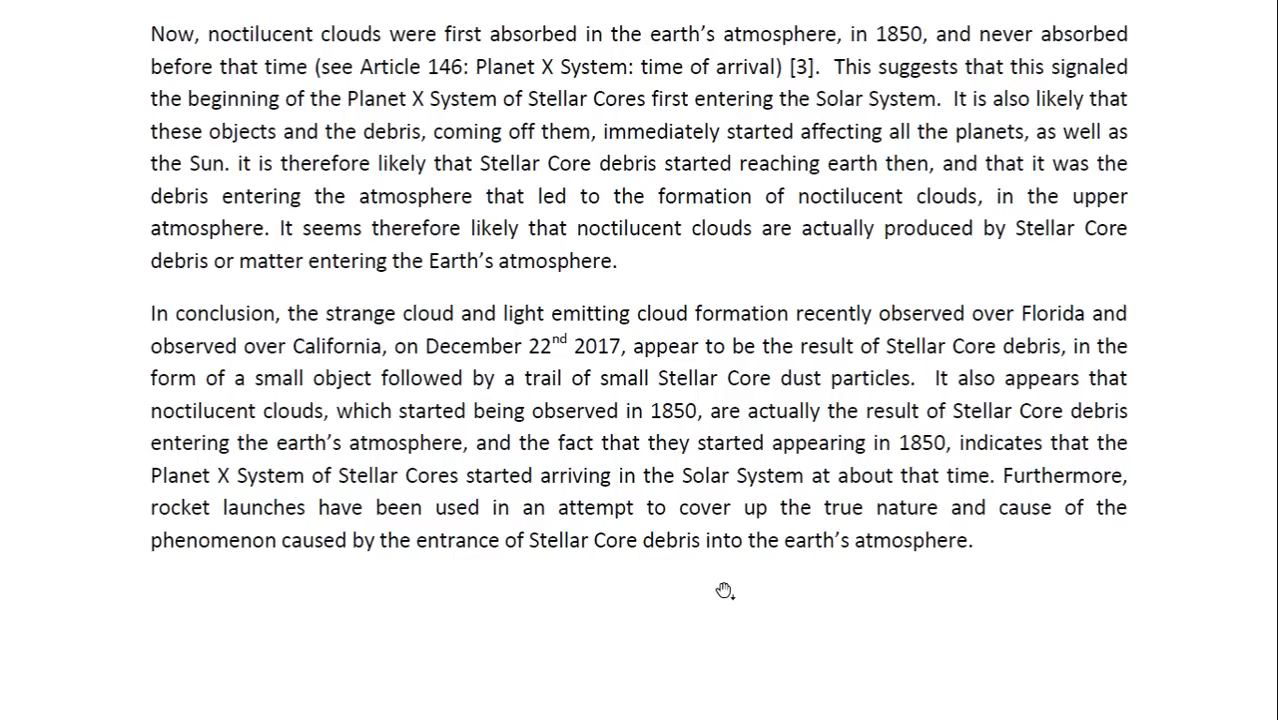 Now, noctilucent clouds were first absorbed in the earth's atmosphere, in 1850, and never absorbed
before that time (see Article 146: Planet X System: time of arrival) [3].  This suggests that this signaled
the beginning of the Planet X System of Stellar Cores first entering the Solar System.  It is also likely that
these objects and the debris, coming off them, immediately started affecting all the planets, as well as
the Sun. it is therefore likely that Stellar Core debris started reaching earth then, and that it was the
debris entering the atmosphere that led to the formation of noctilucent clouds, in the upper
atmosphere. It seems therefore likely that noctilucent clouds are actually produced by Stellar Core
debris or matter entering the Earth's atmosphere.
In conclusion, the strange cloud and light emitting cloud formation recently observed over Florida and
observed over California, on December 22nd 2017, appear to be the result of Stellar Core debris, in the
form of a small object followed by a trail of small Stellar Core dust particles.  It also appears that
noctilucent clouds, which started being observed in 1850, are actually the result of Stellar Core debris
entering the earth's atmosphere, and the fact that they started appearing in 1850, indicates that the
Planet X System of Stellar Cores started arriving in the Solar System at about that time. Furthermore,
rocket launches have been used in an attempt to cover up the true nature and cause of the
phenomenon caused by the entrance of Stellar Core debris into the earth's atmosphere.